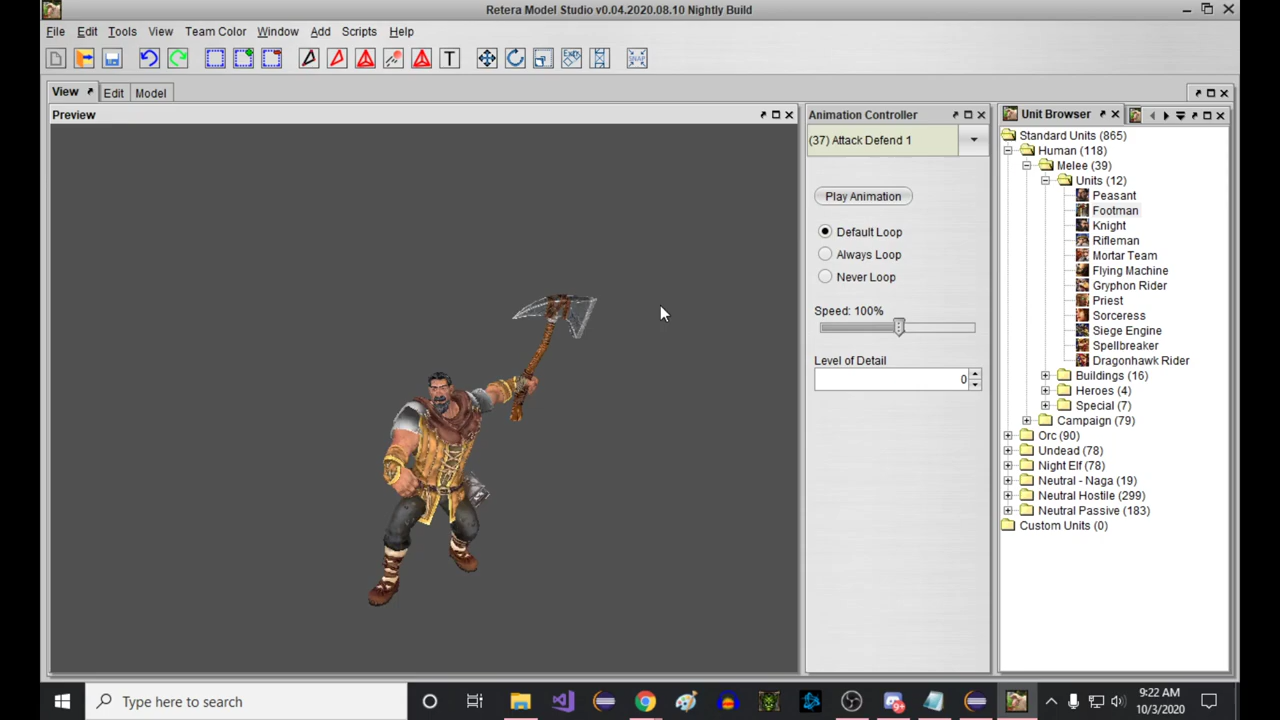 Retera Model Studio v0.04.2020.08.10 Nightly Build
File Edit Tools View Team Color Window Add Scripts Help
T SNAP
View Edit Model
Preview
Animation Controller
(37) Attack Defend 1
Play Animation
Default Loop
Always Loop
Never Loop
Speed: 100%
Level of Detail
0
Unit Browser
Standard Units (865)
Human (118)
Melee (39)
Units (12)
Peasant
Footman
Knight
Rifleman
Mortar Team
Flying Machine
Gryphon Rider
Priest
Sorceress
Siege Engine
Spellbreaker
Dragonhawk Rider
Buildings (16)
Heroes (4)
Special (7)
Campaign (79)
Orc (90)
Undead (78)
Night Elf (78)
Neutral - Naga (19)
Neutral Hostile (299)
Neutral Passive (183)
Custom Units (0)
Type here to search
9:22 AM
10/3/2020